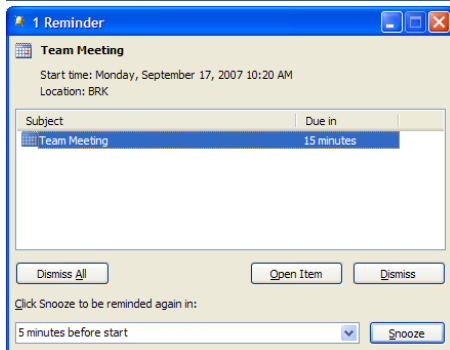 1 Reminder
Team Meeting
Start time: Monday, September 17, 2007 10:20 AM
Location: BRK
Subject Due in
Team Meeting 15 minutes
Dismiss All Open Item Dismiss
Click Snooze to be reminded again in:
5 minutes before start Snooze